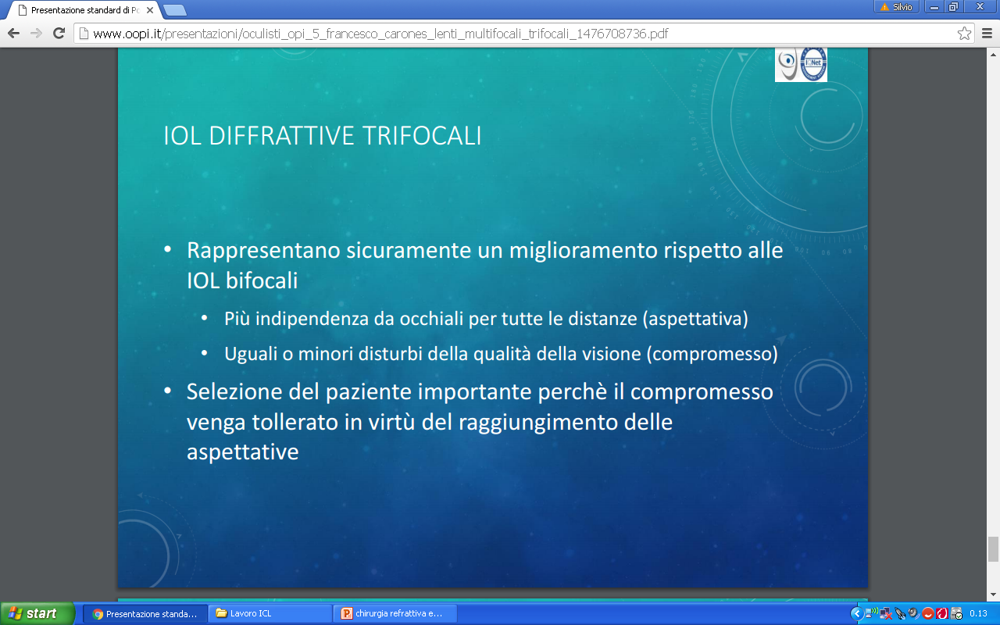 Presentazione standard di Po
Silvio
www.oopi.it/presentazioni/oculisti_opi_5_francesco_carones_lenti_multifocali_trifocali_1476708736.pdf
IQNet
IOL DIFFRATTIVE TRIFOCALI
• Rappresentano sicuramente un miglioramento rispetto alle
IOL bifocali
• Più indipendenza da occhiali per tutte le distanze (aspettativa)
• Uguali o minori disturbi della qualità della visione (compromesso)
• Selezione del paziente importante perchè il compromesso
venga tollerato in virtù del raggiungimento delle
aspettative
start
Presentazione standa...
Lavoro ICL
chirurgia refrattiva e...
0.13